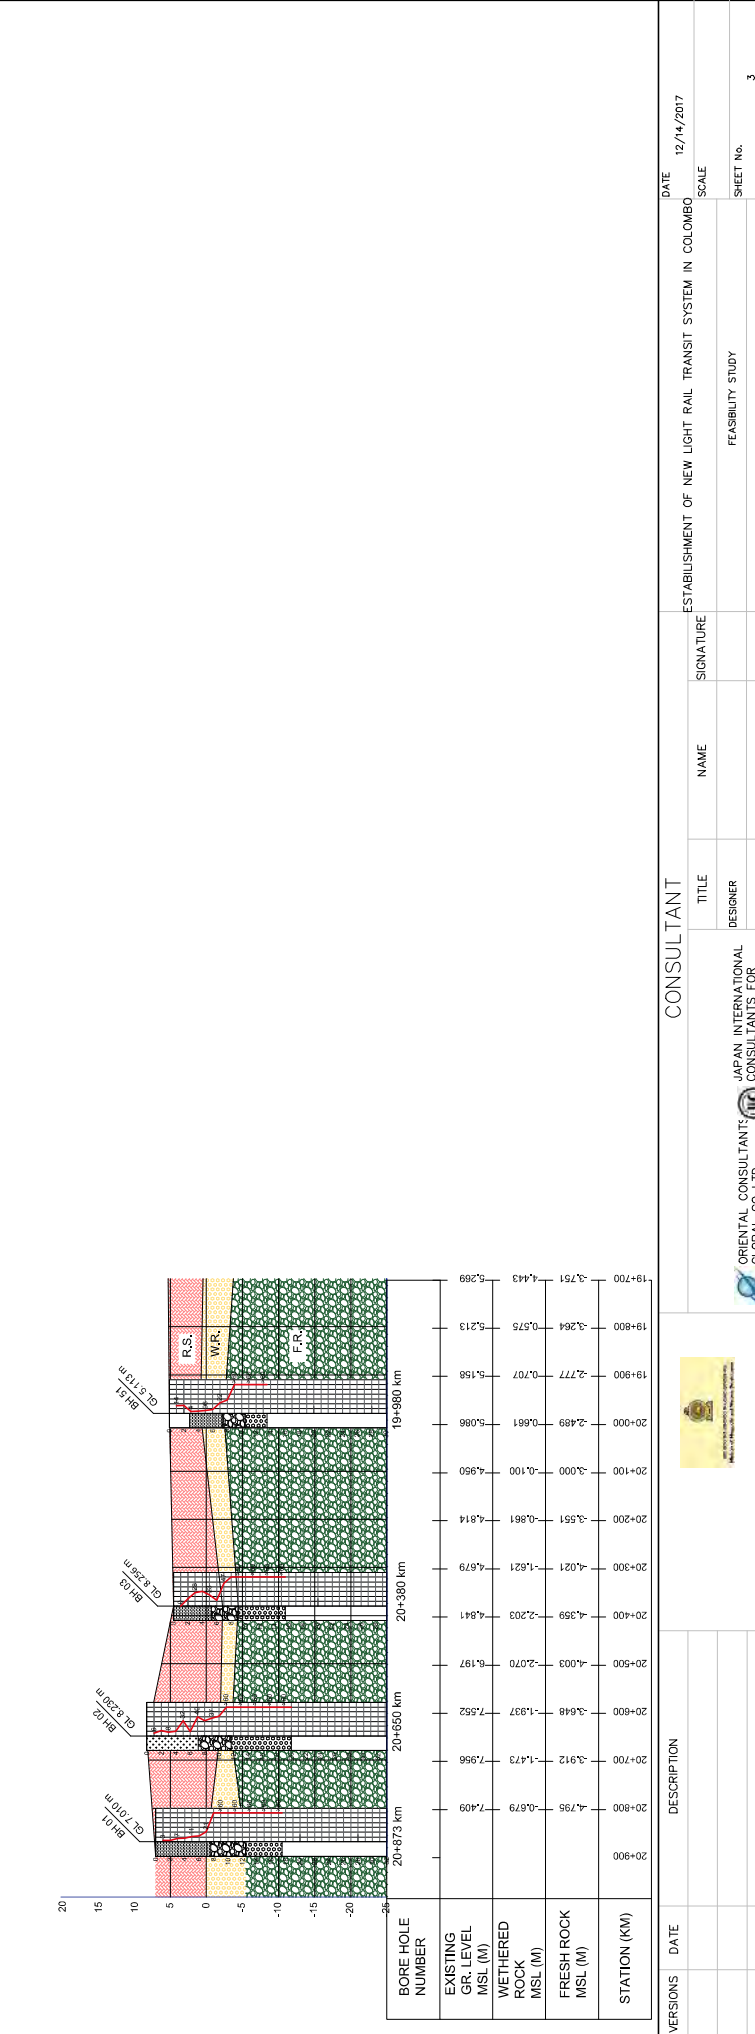 20
15
10
5
0
-5
-10
-15
-20
-25
BH 01
GL 7.010 m
BH 02
GL 8.230 m
BH 03
GL 8.256 m
BH 51
GL 5.113 m
R.S.
W.R.
F.R.
BORE HOLE
NUMBER
20+873 km
20+650 km
20+380 km
19+980 km
EXISTING
GR. LEVEL
MSL (M)
7.409
7.956
7.552
6.197
4.841
4.679
4.814
4.950
5.086
5.158
5.213
5.269
WETHERED
ROCK
MSL (M)
-0.679
-1.473
-1.937
-2.070
-2.203
-1.621
-0.861
-0.100
0.661
0.707
0.575
4.443
FRESH ROCK
MSL (M)
-4.795
-3.912
-3.648
-4.003
-4.359
-4.021
-3.551
-3.000
-2.489
-2.777
-3.264
-3.751
STATION (KM)
20+900
20+800
20+700
20+600
20+500
20+400
20+300
20+200
20+100
20+000
19+900
19+800
19+700
VERSIONS
DATE
DESCRIPTION
CONSULTANT
ORIENTAL CONSULTANTS
JAPAN INTERNATIONAL
CONSULTANTS FOR
TITLE
NAME
SIGNATURE
DESIGNER
ESTABILISHMENT OF NEW LIGHT RAIL TRANSIT SYSTEM IN COLOMBO
FEASIBILITY STUDY
DATE
12/14/2017
SCALE
SHEET No.
3